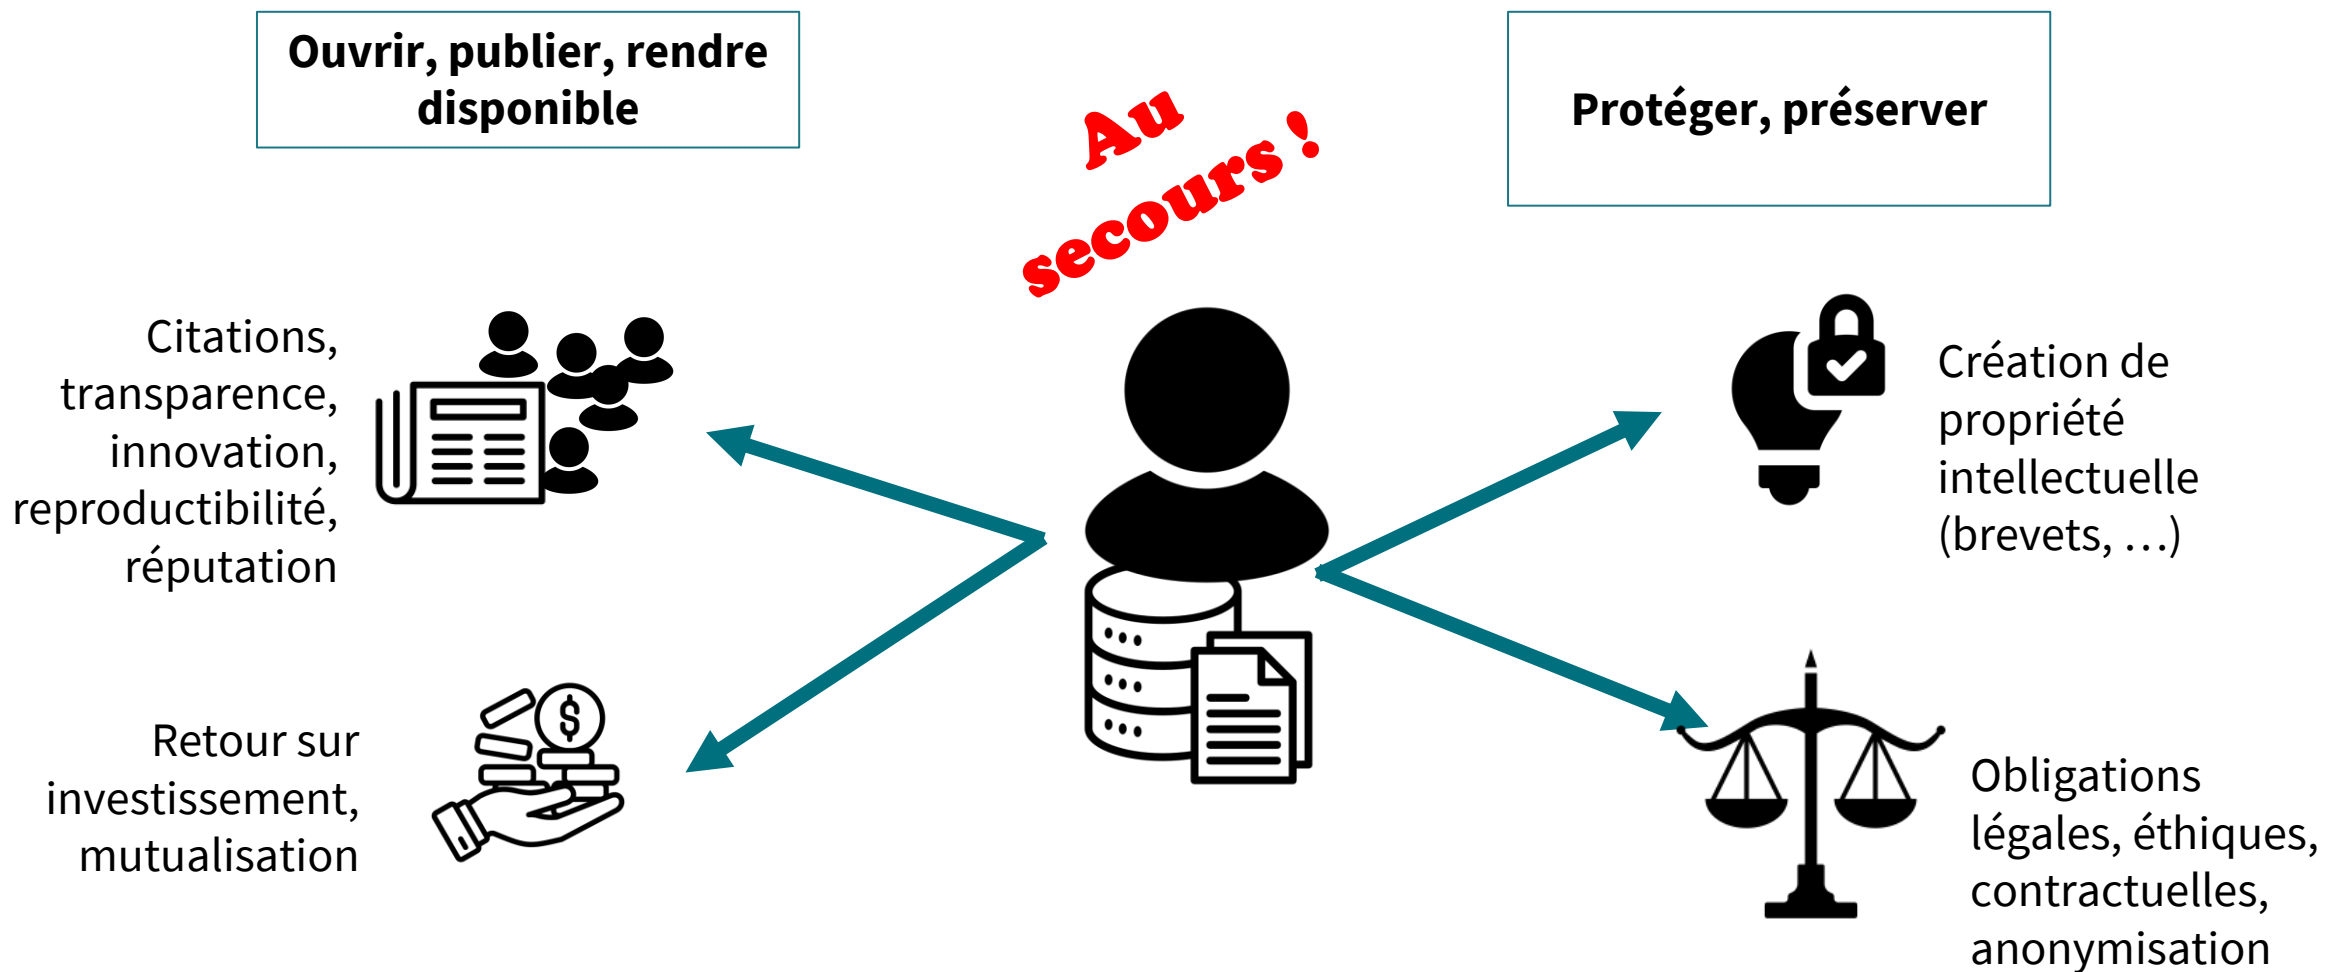 Ouvrir, publier, rendre
disponible
Au
secours !
Protéger, préserver
Citations,
transparence,
innovation,
reproductibilité,
réputation
Création de
propriété
intellectuelle
(brevets, …)
$
Retour sur
investissement,
mutualisation
Obligations
légales, éthiques,
contractuelles,
anonymisation